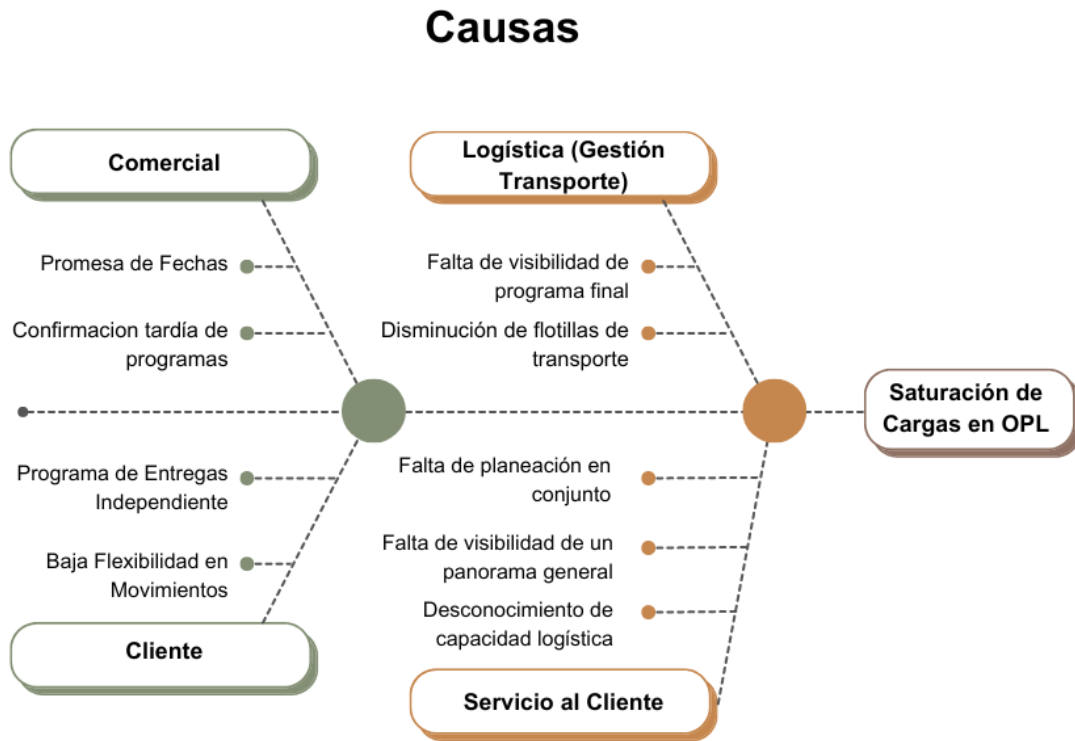 Causas
Comercial
Promesa de Fechas
Confirmacion tardía de
programas
Logística (Gestión
Transporte)
Falta de visibilidad de
programa final
Disminución de flotillas de
transporte
Saturación de
Cargas en OPL
Programa de Entregas
Independiente
Baja Flexibilidad en
Movimientos
Cliente
Falta de planeación en
conjunto
Falta de visibilidad de un
panorama general
Desconocimiento de
capacidad logística
Servicio al Cliente